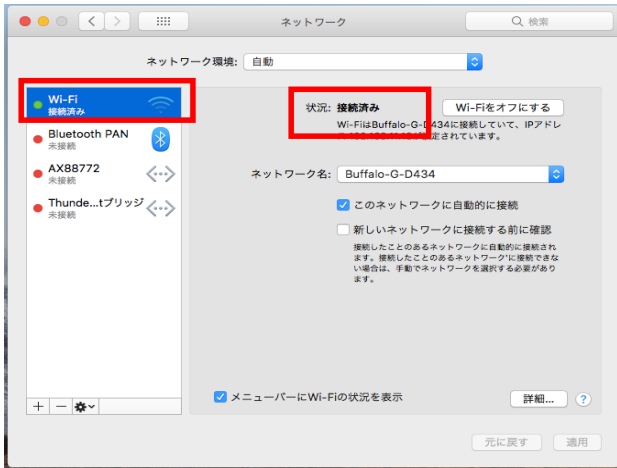 ネットワーク
検索
ネットワーク環境: 自動
Wi-Fi
接続済み
Bluetooth PAN
未接続
AX88772
未接続
Thunde...tブリッジ
未接続
状況: 接続済み
Wi-Fiをオフにする
Wi-FiはBuffalo-G-D434に接続していて、IPアドレ
定されています。
ネットワーク名: Buffalo-G-D434
このネットワークに自動的に接続
新しいネットワークに接続する前に確認
接続したことのあるネットワークに自動的に接続され
ます。接続したことのあるネットワークに接続できな
い場合は、手動でネットワークを選択する必要があり
ます。
メニューバーにWi-Fiの状況を表示
詳細...
?
元に戻す
適用